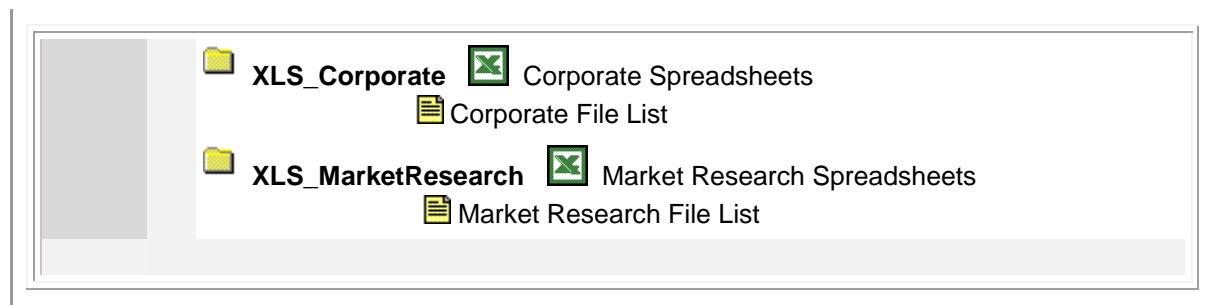 XLS_Corporate Corporate Spreadsheets
Corporate File List
XLS_MarketResearch Market Research Spreadsheets
Market Research File List